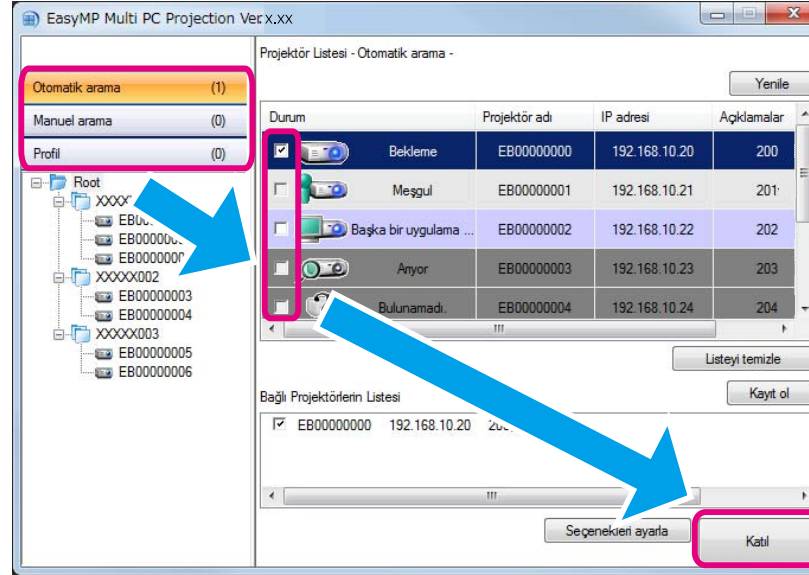 EasyMP Multi PC Projection Ver.x.xx
Projektör Listesi - Otomatik arama -
Otomatik arama (1)
Manuel arama (0)
Profil (0)
Yenile
Durum Projektör adı IP adresi Açıklamalar
Bekleme EB00000000 192.168.10.20 200
Meşgul EB00000001 192.168.10.21 201
Başka bir uygulama ... EB00000002 192.168.10.22 202
Arıyor EB00000003 192.168.10.23 203
Bulunamadı. EB00000004 192.168.10.24 204
Root
XXXXX002
EB00000003
EB00000004
XXXXX003
EB00000005
EB00000006
Listeyi temizle
Bağlı Projektörlerin Listesi
Kayıt ol
EB00000000 192.168.10.20
Seçenekleri ayarla
Katıl